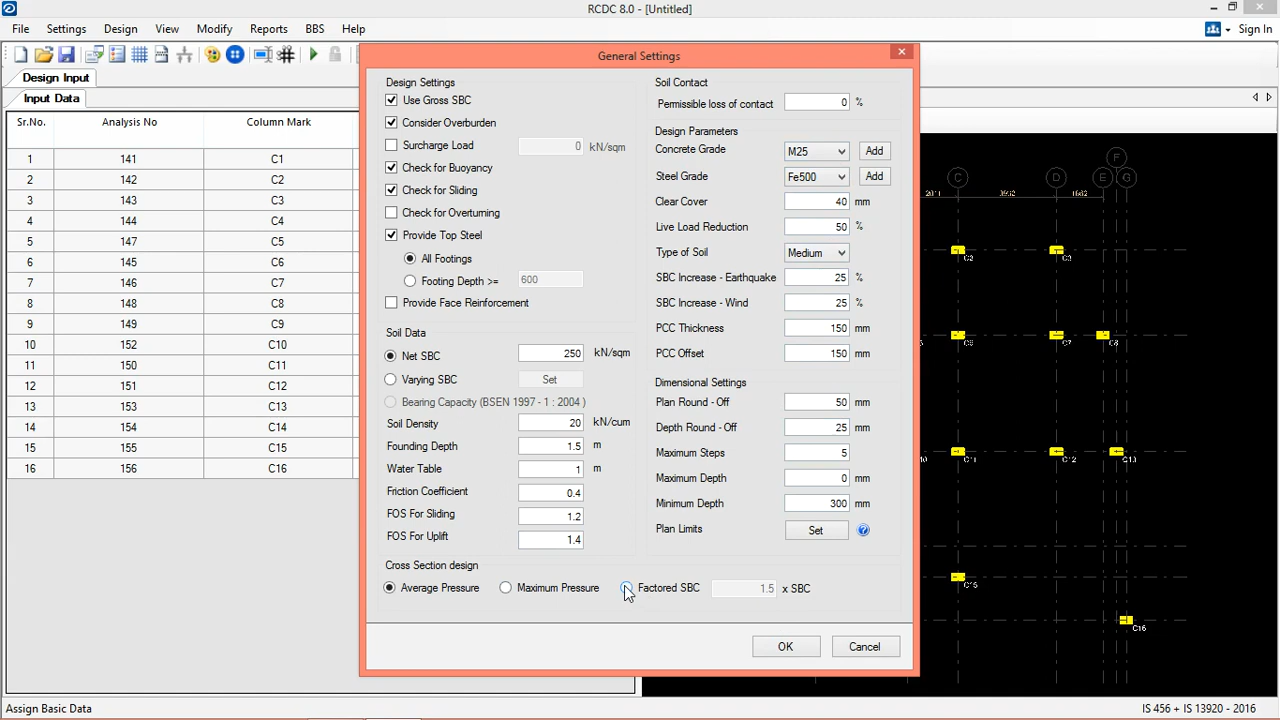 RCDC 8.0 - [Untitled]
File Settings Design View Modify Reports BBS Help
Sign In
Design Input
Input Data
Sr.No. Analysis No Column Mark
1 141 C1
2 142 C2
3 143 C3
4 144 C4
5 147 C5
6 145 C6
7 146 C7
8 148 C8
9 149 C9
10 152 C10
11 150 C11
12 151 C12
13 153 C13
14 154 C14
15 155 C15
16 156 C16
General Settings
Design Settings
Use Gross SBC
Consider Overburden
Surcharge Load 0 kN/sqm
Check for Buoyancy
Check for Sliding
Check for Overturning
Provide Top Steel
All Footings
Footing Depth >= 600
Provide Face Reinforcement
Soil Data
Net SBC 250 kN/sqm
Varying SBC Set
Bearing Capacity (BSEN 1997 - 1 : 2004 )
Soil Density 20 kN/cum
Founding Depth 1.5 m
Water Table 1 m
Friction Coefficient 0.4
FOS For Sliding 1.2
FOS For Uplift 1.4
Soil Contact
Permissible loss of contact 0 %
Design Parameters
Concrete Grade M25 Add
Steel Grade Fe500 Add
Clear Cover 40 mm
Live Load Reduction 50 %
Type of Soil Medium
SBC Increase - Earthquake 25 %
SBC Increase - Wind 25 %
PCC Thickness 150 mm
PCC Offset 150 mm
Dimensional Settings
Plan Round - Off 50 mm
Depth Round - Off 25 mm
Maximum Steps 5
Maximum Depth 0 mm
Minimum Depth 300 mm
Plan Limits Set ?
Cross Section design
Average Pressure Maximum Pressure Factored SBC 1.5 x SBC
OK Cancel
F
C D E G
C2 C3
C6 C7 C8
C11 C12 C13
C15
C16
Assign Basic Data
IS 456 + IS 13920 - 2016